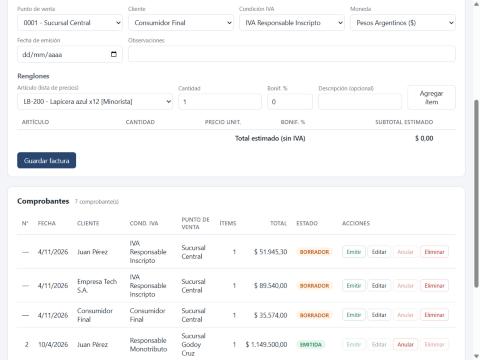 Punto de venta Cliente Condición IVA Moneda
0001 - Sucursal Central Consumidor Final IVA Responsable Inscripto Pesos Argentinos ($)
Fecha de emisión Observaciones
dd/mm/aaaa
Renglones
Artículo (lista de precios) Cantidad Bonif. % Descripción (opcional)
LB-200 - Lapicera azul x12 [Minorista] 1 0 Agregar ítem
ARTÍCULO CANTIDAD PRECIO UNIT. BONIF. % SUBTOTAL ESTIMADO
Total estimado (sin IVA) $ 0,00
Guardar factura
Comprobantes 7 comprobante(s)
N° FECHA CLIENTE COND. IVA PUNTO DE VENTA ITEMS TOTAL ESTADO ACCIONES
— 4/11/2026 Juan Pérez IVA Responsable Inscripto Sucursal Central 1 $ 51.945,30 BORRADOR Emitir Editar Anular Eliminar
— 4/11/2026 Empresa Tech S.A. IVA Responsable Inscripto Sucursal Central 1 $ 89.540,00 BORRADOR Emitir Editar Anular Eliminar
— 4/11/2026 Consumidor Final Consumidor Final Sucursal Central 1 $ 35.574,00 BORRADOR Emitir Editar Anular Eliminar
2 10/4/2026 Juan Pérez Responsable Monotributo Sucursal Godoy Cruz 1 $ 1.149.500,00 EMITIDA Emitir Editar Anular Eliminar